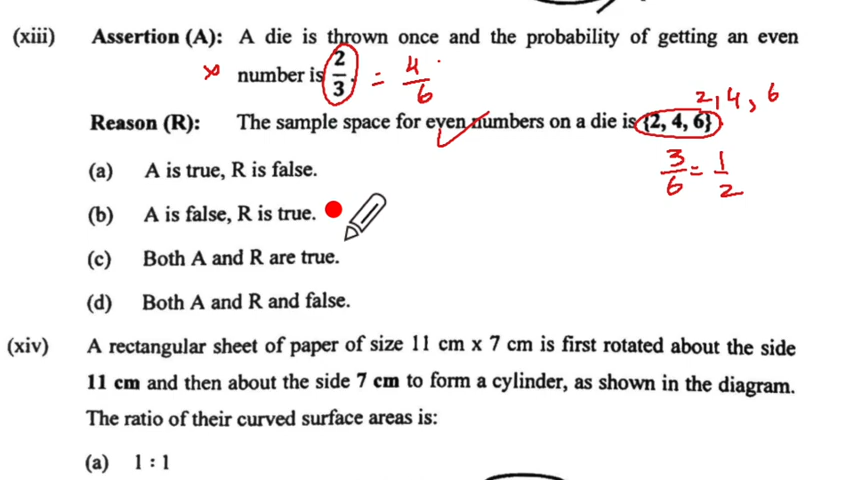 (xiii) Assertion (A): A die is thrown once and the probability of getting an even
number is 2/3. = 4/6
2, 4, 6
Reason (R): The sample space for even numbers on a die is {2, 4, 6}
3/6 = 1/2
(a) A is true, R is false.
(b) A is false, R is true.
(c) Both A and R are true.
(d) Both A and R and false.
(xiv) A rectangular sheet of paper of size 11 cm x 7 cm is first rotated about the side
11 cm and then about the side 7 cm to form a cylinder, as shown in the diagram.
The ratio of their curved surface areas is:
(a) 1 : 1